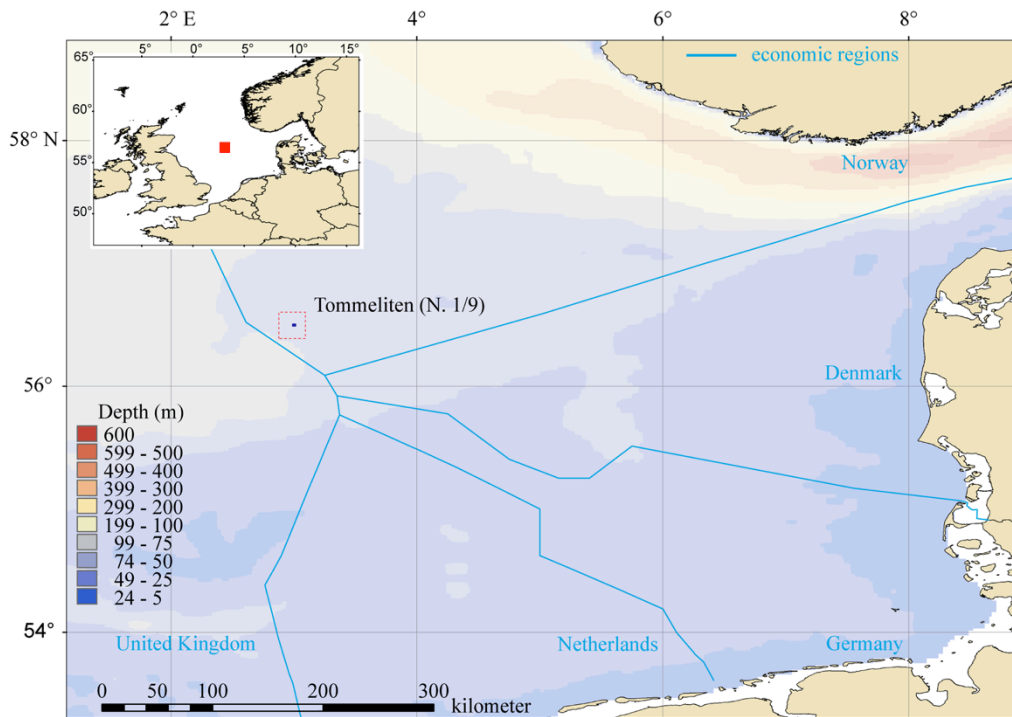 2° E 4° 6° 8°
5° 0° 5° 10° 15°
65
60°
55°
50°
economic regions
58° N
Norway
Tommeliten (N. 1/9)
56°
Denmark
Depth (m)
600
599 - 500
499 - 400
399 - 300
299 - 200
199 - 100
99 - 75
74 - 50
49 - 25
24 - 5
54°
United Kingdom
Netherlands
Germany
0 50 100 200 300
kilometer